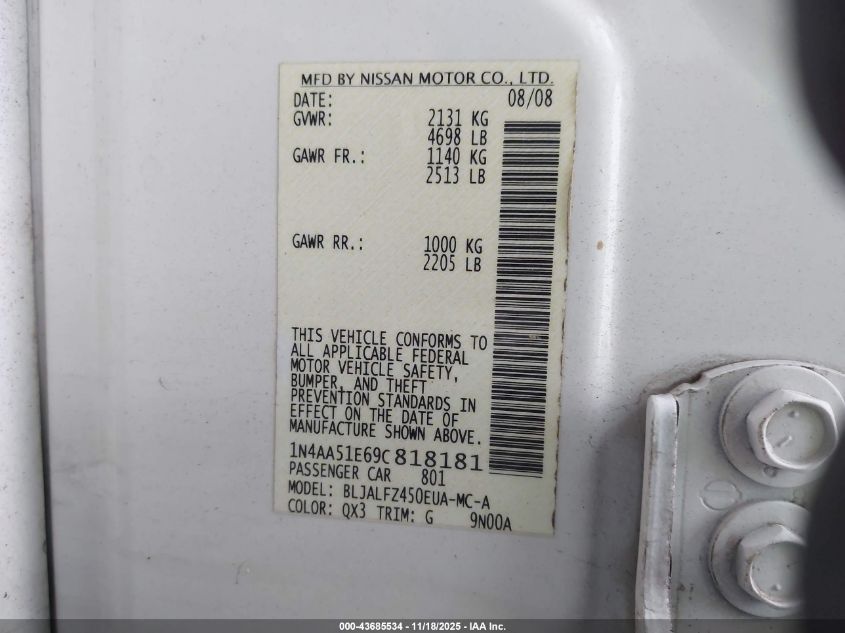 MFD BY NISSAN MOTOR CO., LTD.
DATE: 08/08
GVWR: 2131 KG
4698 LB
GAWR FR.: 1140 KG
2513 LB
GAWR RR.: 1000 KG
2205 LB
THIS VEHICLE CONFORMS TO
ALL APPLICABLE FEDERAL
MOTOR VEHICLE SAFETY,
BUMPER, AND THEFT
PREVENTION STANDARDS IN
EFFECT ON THE DATE OF
MANUFACTURE SHOWN ABOVE.
1N4AA51E69C818181
PASSENGER CAR 801
MODEL: BLJALFZ450EUA-MC-A
COLOR: QX3 TRIM: G 9N00A
000-43685534 - 11/18/2025 - IAA Inc.